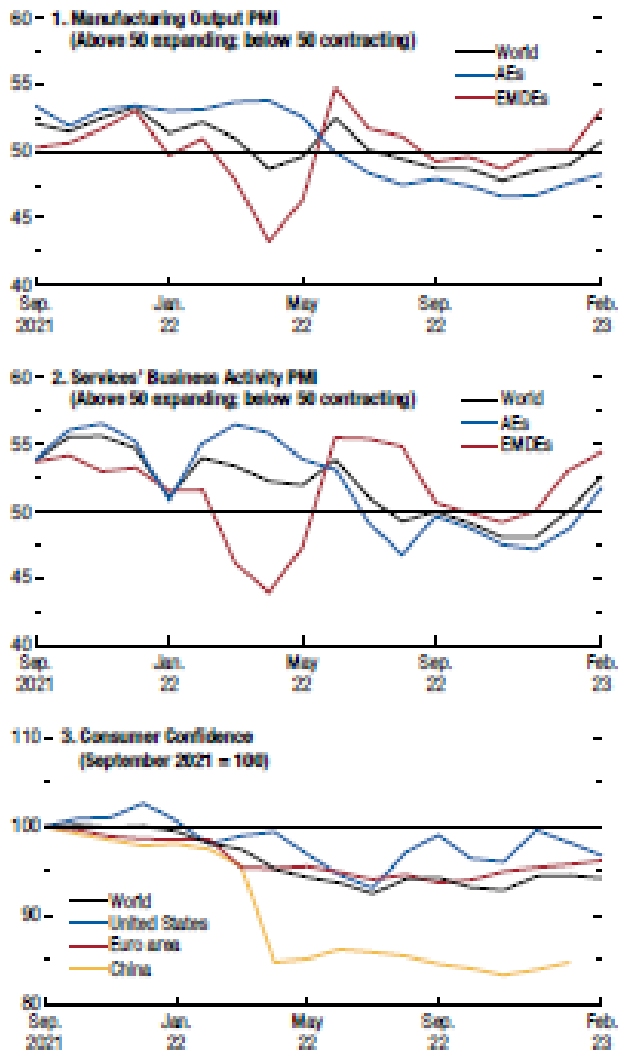 1. Manufacturing Output PMI
(Above 50 expanding; below 50 contracting)
World
AEs
EMDEs
60
55
50
45
40
Sep. 2021
Jan. 22
May 22
Sep. 22
Feb. 23
2. Services' Business Activity PMI
(Above 50 expanding; below 50 contracting)
World
AEs
EMDEs
60
55
50
45
40
Sep. 2021
Jan. 22
May 22
Sep. 22
Feb. 23
3. Consumer Confidence
(September 2021 = 100)
110
100
90
80
World
United States
Euro area
China
Sep. 2021
Jan. 22
May 22
Sep. 22
Feb. 23